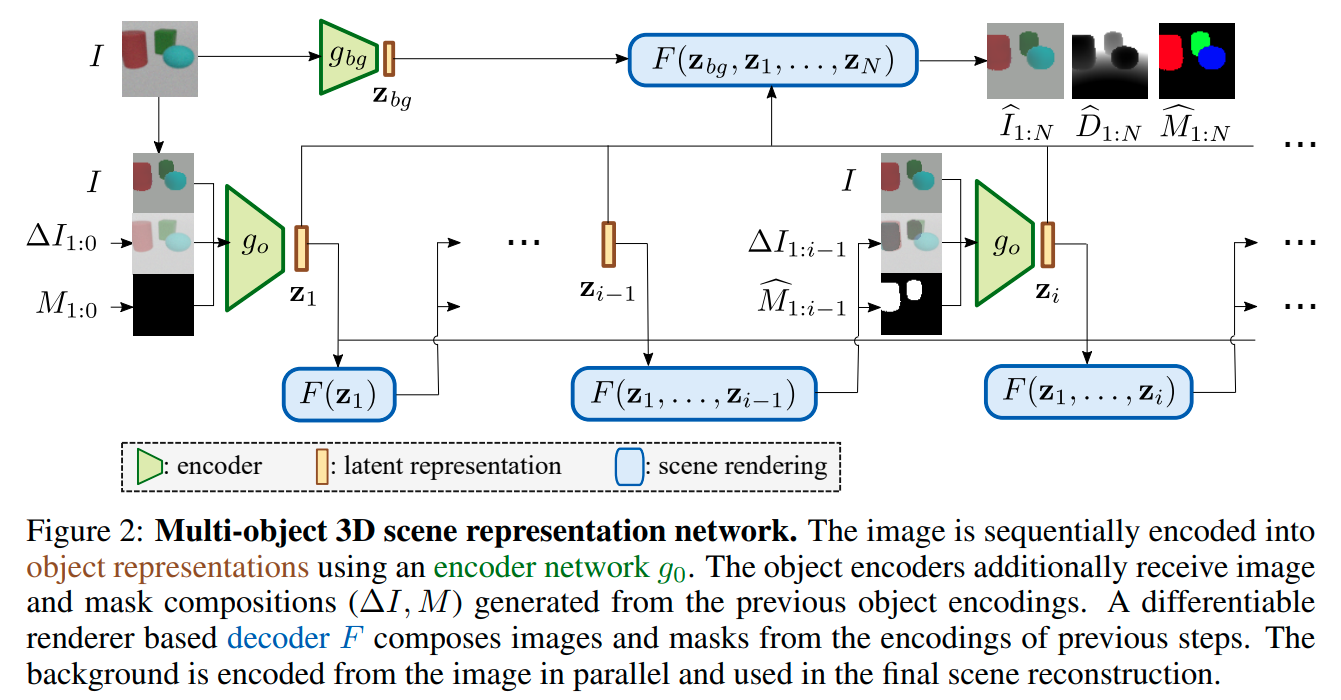 I
g_{bg}
\mathbf{z}_{bg}
F(\mathbf{z}_{bg}, \mathbf{z}_1, \ldots, \mathbf{z}_N)
\widehat{I}_{1:N} \widehat{D}_{1:N} \widehat{M}_{1:N}
...
I
ΔI_{1:0}
M_{1:0}
g_o
\mathbf{z}_1
...
\mathbf{z}_{i-1}
I
ΔI_{1:i-1}
\widehat{M}_{1:i-1}
g_o
\mathbf{z}_i
...
...
F(\mathbf{z}_1)
F(\mathbf{z}_1, \ldots, \mathbf{z}_{i-1})
F(\mathbf{z}_1, \ldots, \mathbf{z}_i)
: encoder : latent representation : scene rendering
Figure 2: Multi-object 3D scene representation network. The image is sequentially encoded into
object representations using an encoder network g_0. The object encoders additionally receive image
and mask compositions (ΔI, M) generated from the previous object encodings. A differentiable
renderer based decoder F composes images and masks from the encodings of previous steps. The
background is encoded from the image in parallel and used in the final scene reconstruction.